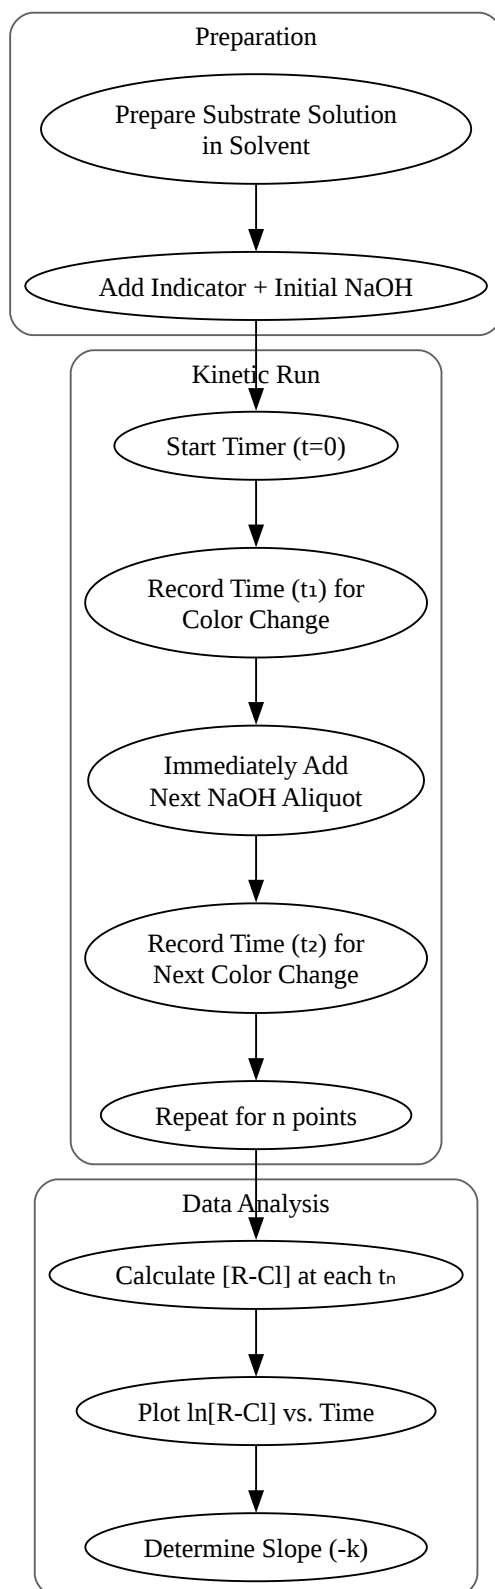 Preparation
Prepare Substrate Solution
in Solvent
Add Indicator + Initial NaOH
Kinetic Run
Start Timer (t=0)
Record Time (t₁) for
Color Change
Immediately Add
Next NaOH Aliquot
Record Time (t₂) for
Next Color Change
Repeat for n points
Data Analysis
Calculate [R-Cl] at each tₙ
Plot ln[R-Cl] vs. Time
Determine Slope (-k)